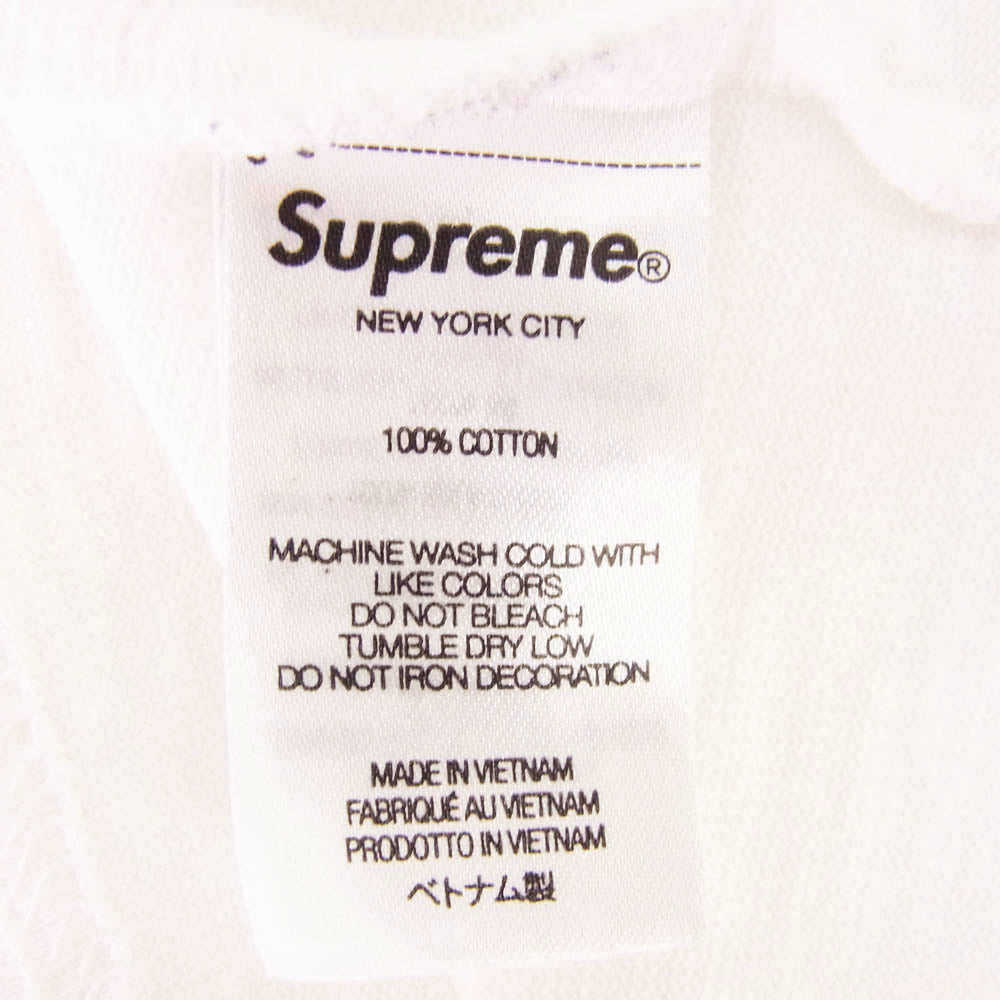 Supreme®
NEW YORK CITY
100% COTTON
MACHINE WASH COLD WITH
LIKE COLORS
DO NOT BLEACH
TUMBLE DRY LOW
DO NOT IRON DECORATION
MADE IN VIETNAM
FABRIQUÉ AU VIETNAM
PRODOTTO IN VIETNAM
ベトナム製